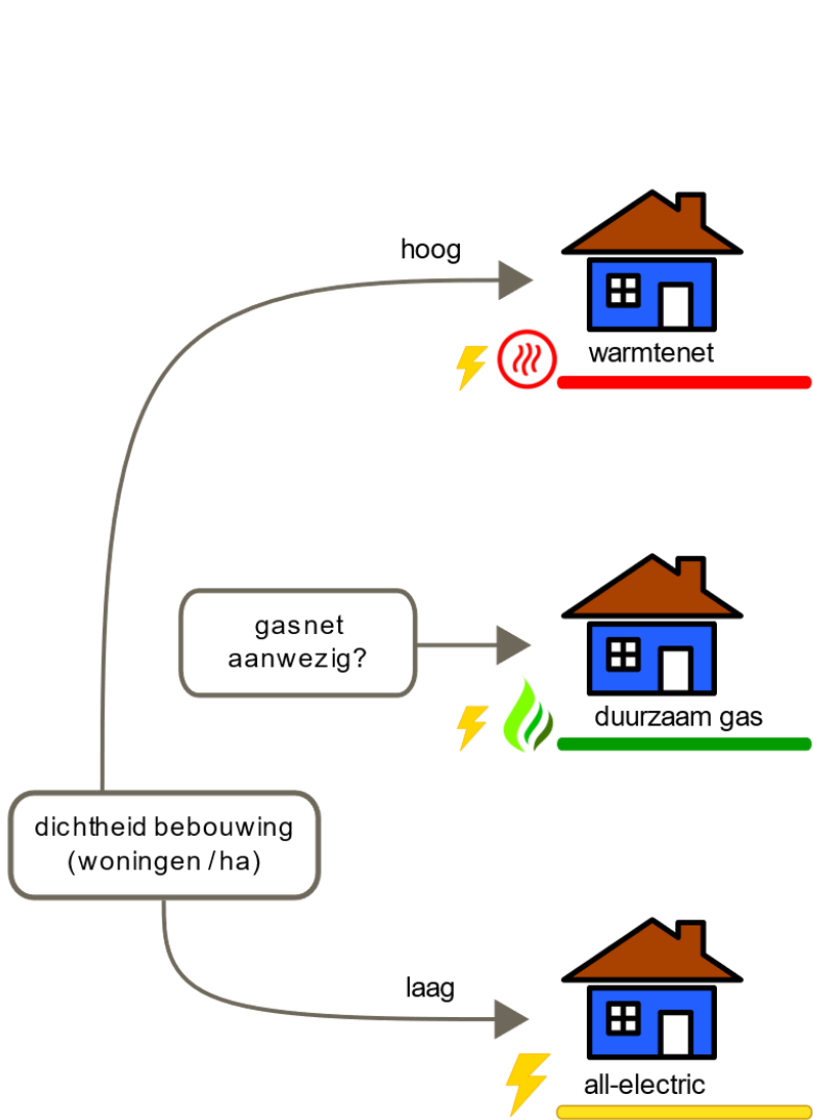 hoog
warmtenet
gasnet
aanwezig?
duurzaam gas
dichtheid bebouwing
(woningen /ha)
laag
all-electric